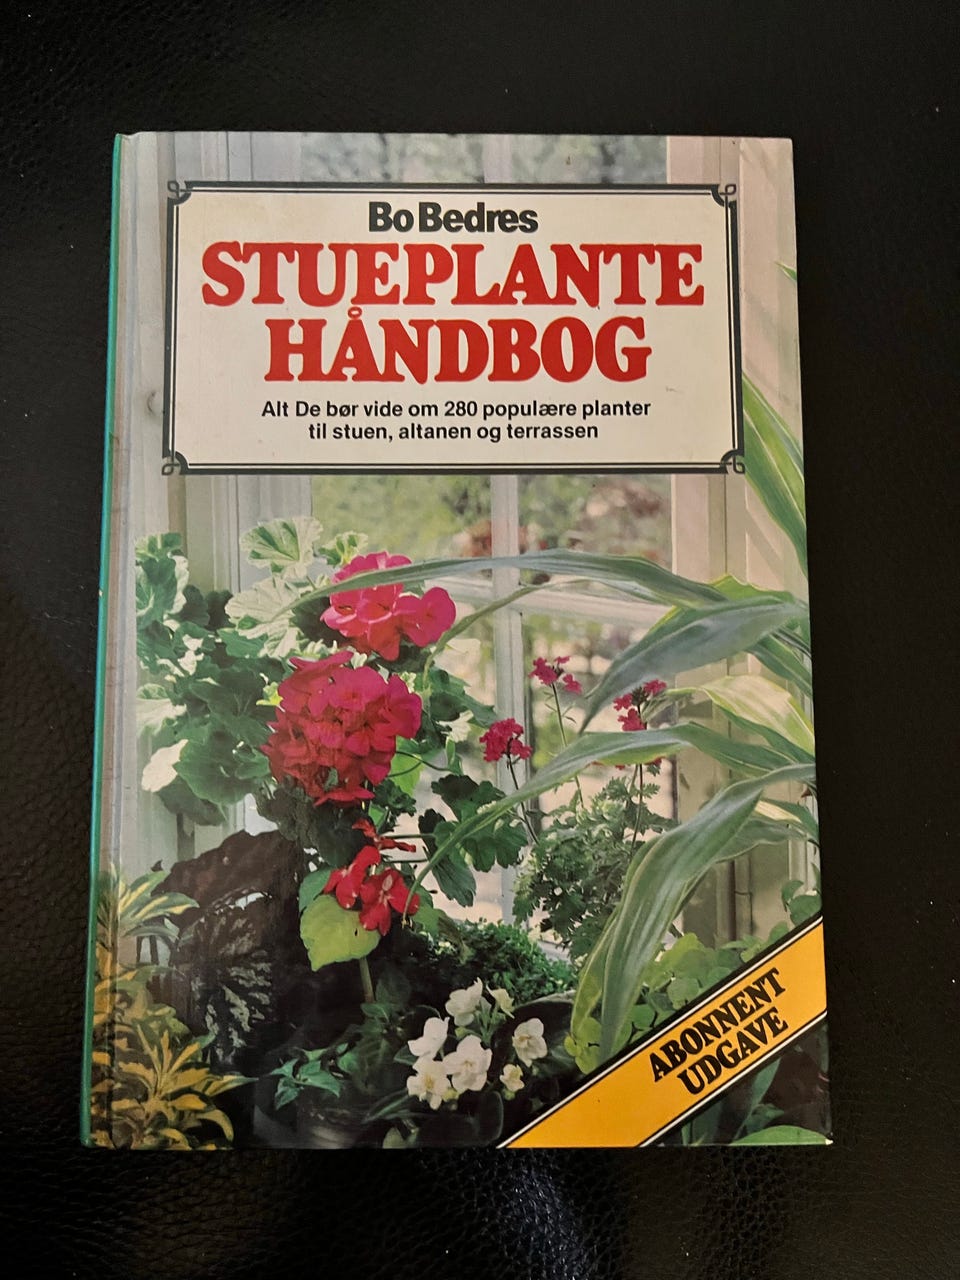 Bo Bedres
STUEPLANTE
HÅNDBOG
Alt De bør vide om 280 populære planter
til stuen, altanen og terrassen
ABONNENT
UDGAVE